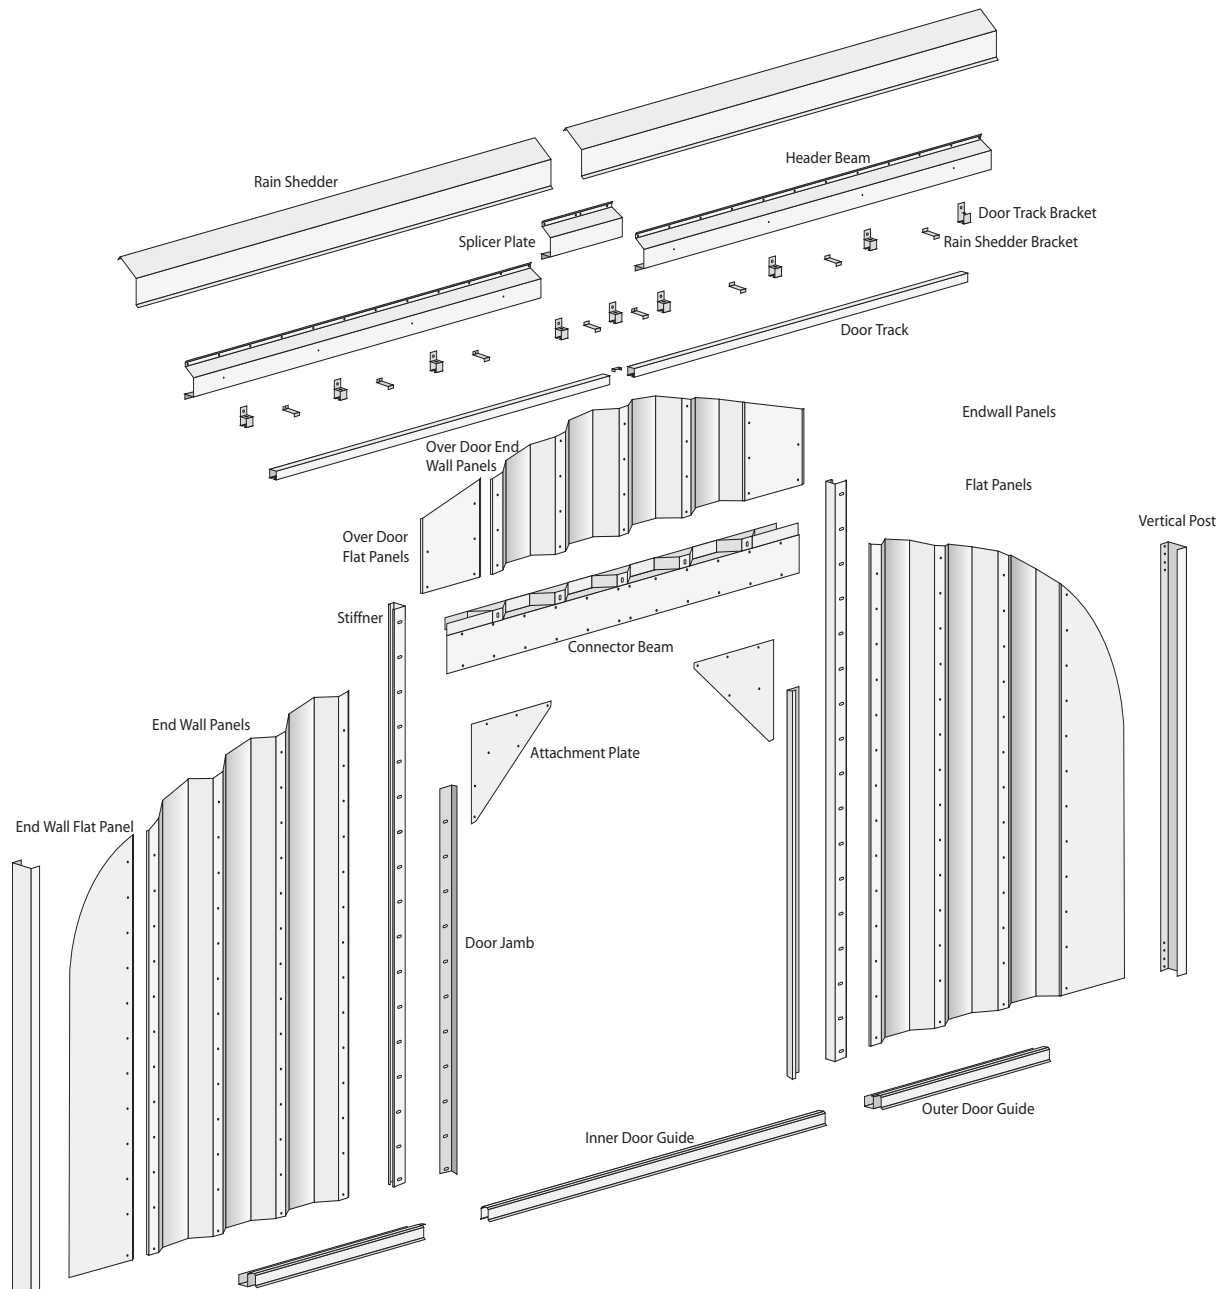 Header Beam
Rain Shedder
Door Track Bracket
Splicer Plate
Rain Shedder Bracket
Door Track
Endwall Panels
Over Door End
Wall Panels
Flat Panels
Vertical Post
Over Door
Flat Panels
Stiffner
Connector Beam
End Wall Panels
Attachment Plate
End Wall Flat Panel
Door Jamb
Outer Door Guide
Inner Door Guide